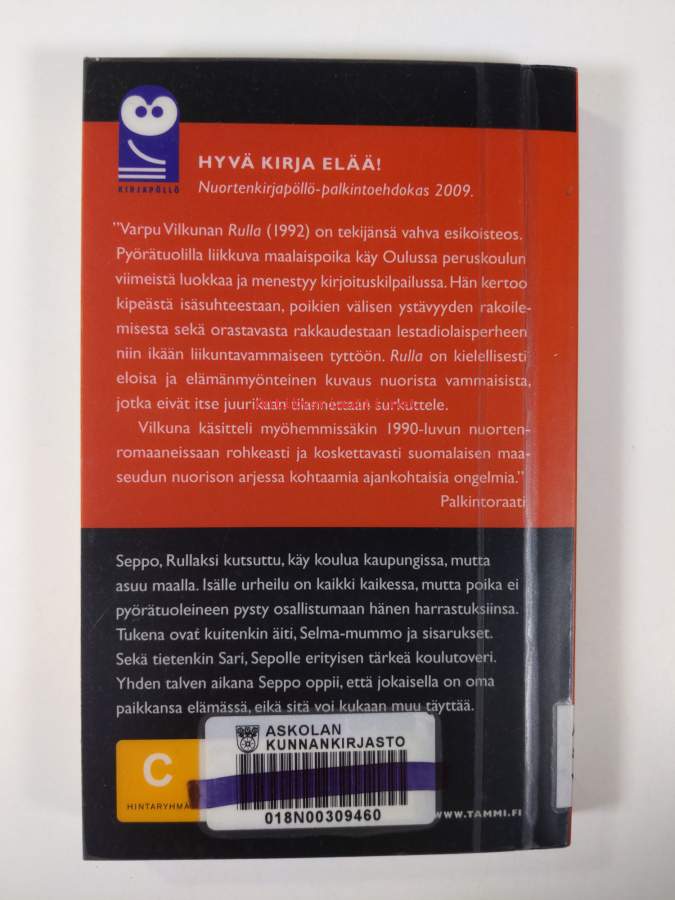 KIRJAPÖLLÖ
HYVÄ KIRJA ELÄÄ!
Nuortenkirjapöllö-palkintoehdokas 2009.
"Varpu Vilkunan Rulla (1992) on tekijänsä vahva esikoisteos.
Pyörätuolilla liikkuva maalaispoika käy Oulussa peruskoulun
viimeistä luokkaa ja menestyy kirjoituskilpailussa. Hän kertoo
kipeästä isäsuhteestaan, poikien välisen ystävyyden rakoile-
misesta sekä orastavasta rakkaudestaan lestadiolaisperheen
niin ikään liikuntavammaiseen tyttöön. Rulla on kielellisesti
eloisa ja elämänmyönteinen kuvaus nuorista vammaisista,
jotka eivät itse juurikaan tilannettaan surkuttele.
Vilkuna käsitteli myöhemmissäkin 1990-luvun nuorten-
romaaneissaan rohkeasti ja koskettavasti suomalaisen maa-
seudun nuorison arjessa kohtaamia ajankohtaisia ongelmia."
Palkintoraati
Seppo, Rullaksi kutsuttu, käy koulua kaupungissa, mutta
asuu maalla. Isälle urheilu on kaikki kaikessa, mutta poika ei
pyörätuoleineen pysty osallistumaan hänen harrastuksiinsa.
Tukena ovat kuitenkin äiti, Selma-mummo ja sisarukset.
Sekä tietenkin Sari, Sepolle erityisen tärkeä koulutoveri.
Yhden talven aikana Seppo oppii, että jokaisella on oma
paikkansa elämässä, eikä sitä voi kukaan muu täyttää.
C
HINTARYHMÄ
ASKOLAN
KUNNANKIRJASTO
018N00309460
WWW.TAMMI.FI